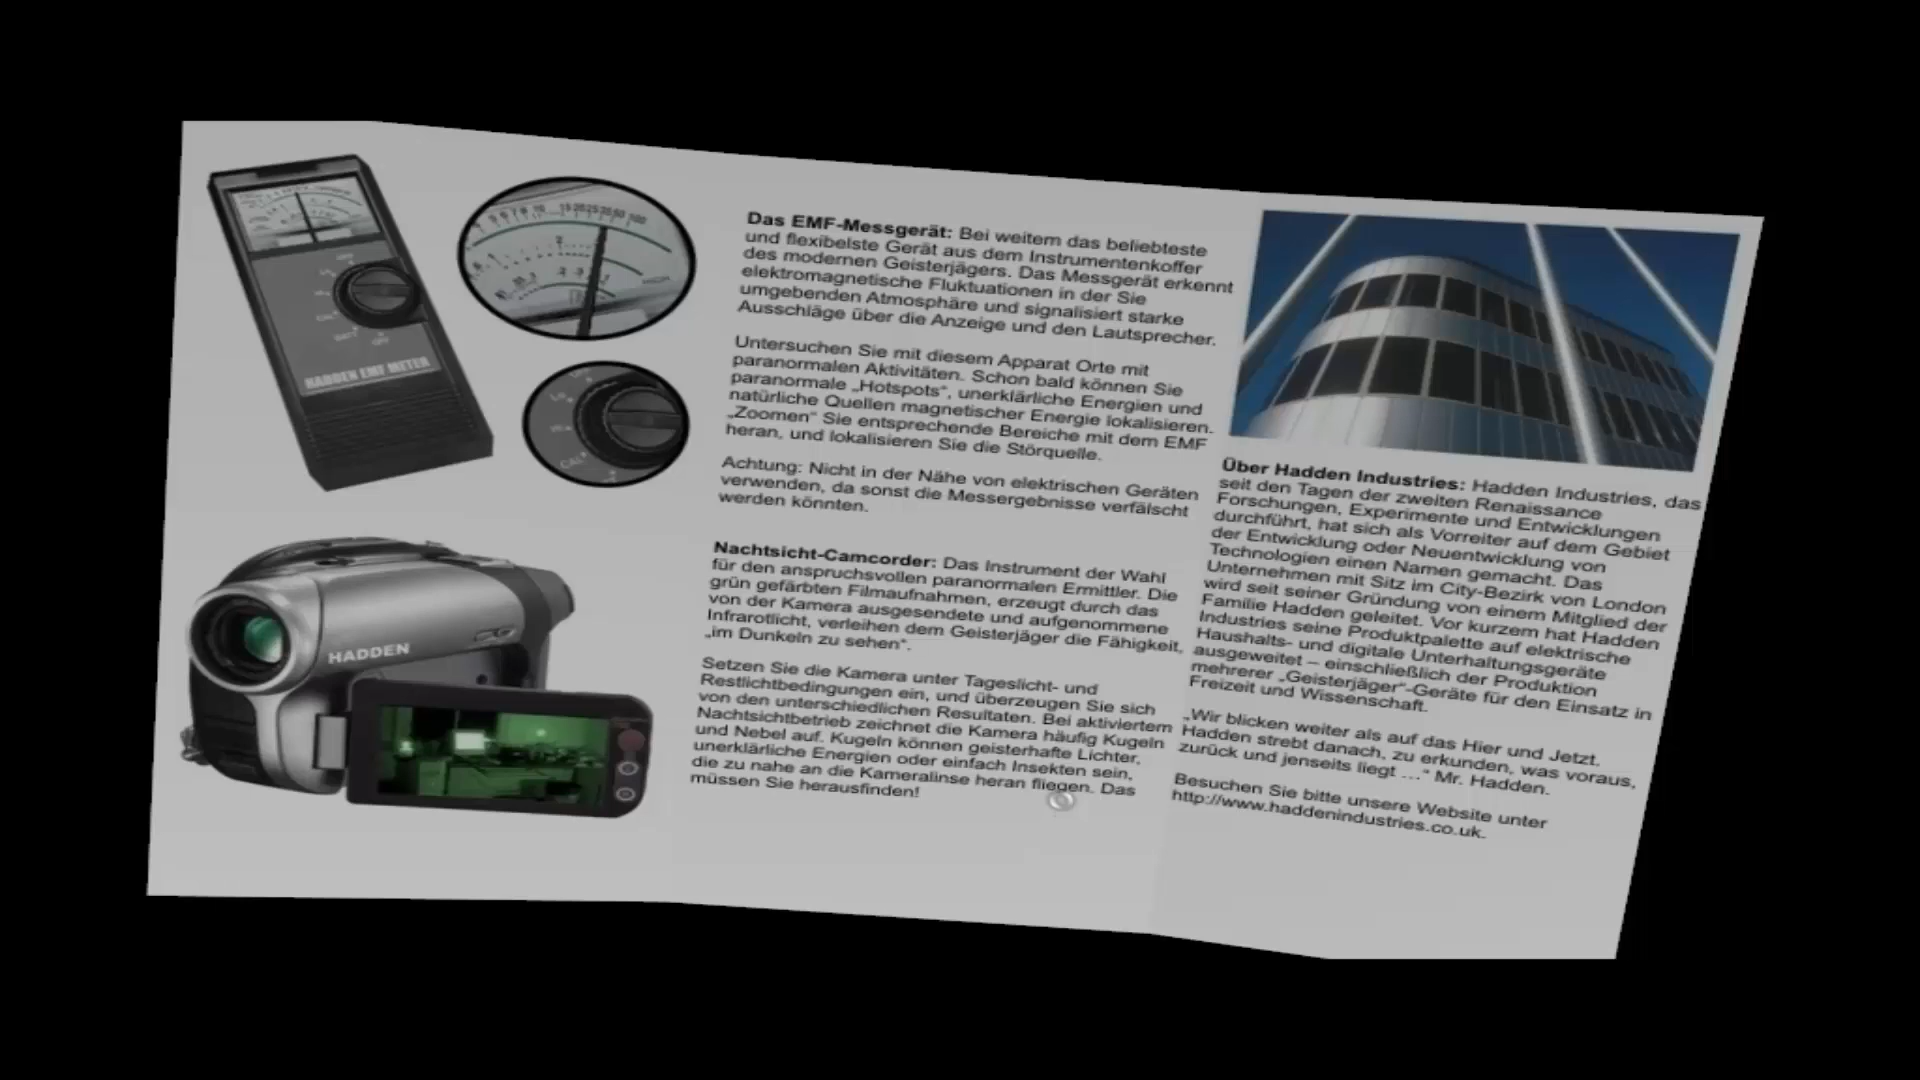 HADDEN EMF METER
HADDEN
Das EMF-Messgerät: Bei weitem das beliebteste
und flexibelste Gerät aus dem Instrumentenkoffer
des modernen Geisterjägers. Das Messgerät erkennt
elektromagnetische Fluktuationen in der Sie
umgebenden Atmosphäre und signalisiert starke
Ausschläge über die Anzeige und den Lautsprecher.
Untersuchen Sie mit diesem Apparat Orte mit
paranormalen Aktivitäten. Schon bald können Sie
paranormale „Hotspots“, unerklärliche Energien und
natürliche Quellen magnetischer Energie lokalisieren.
„Zoomen“ Sie entsprechende Bereiche mit dem EMF
heran, und lokalisieren Sie die Störquelle.
Achtung: Nicht in der Nähe von elektrischen Geräten
verwenden, da sonst die Messergebnisse verfälscht
werden könnten.
Nachtsicht-Camcorder: Das Instrument der Wahl
für den anspruchsvollen paranormalen Ermittler. Die
grün gefärbten Filmaufnahmen, erzeugt durch das
von der Kamera ausgesendete und aufgenommene
Infrarotlicht, verleihen dem Geisterjäger die Fähigkeit,
„im Dunkeln zu sehen“.
Setzen Sie die Kamera unter Tageslicht- und
Restlichtbedingungen ein, und überzeugen Sie sich
von den unterschiedlichen Resultaten. Bei aktiviertem
Nachtsichtbetrieb zeichnet die Kamera häufig Kugeln
und Nebel auf. Kugeln können geisterhafte Lichter,
unerklärliche Energien oder einfach Insekten sein,
die zu nahe an die Kameralinse heran fliegen. Das
müssen Sie herausfinden!
Über Hadden Industries: Hadden Industries, das
seit den Tagen der zweiten Renaissance
Forschungen, Experimente und Entwicklungen
durchführt, hat sich als Vorreiter auf dem Gebiet
der Entwicklung oder Neuentwicklung von
Technologien einen Namen gemacht. Das
Unternehmen mit Sitz im City-Bezirk von London
wird seit seiner Gründung von einem Mitglied der
Familie Hadden geleitet. Vor kurzem hat Hadden
Industries seine Produktpalette auf elektrische
Haushalts- und digitale Unterhaltungsgeräte
ausgeweitet – einschließlich der Produktion
mehrerer „Geisterjäger“-Geräte für den Einsatz in
Freizeit und Wissenschaft.
„Wir blicken weiter als auf das Hier und Jetzt.
Hadden strebt danach, zu erkunden, was voraus,
zurück und jenseits liegt ...“ Mr. Hadden.
Besuchen Sie bitte unsere Website unter
http://www.haddenindustries.co.uk.